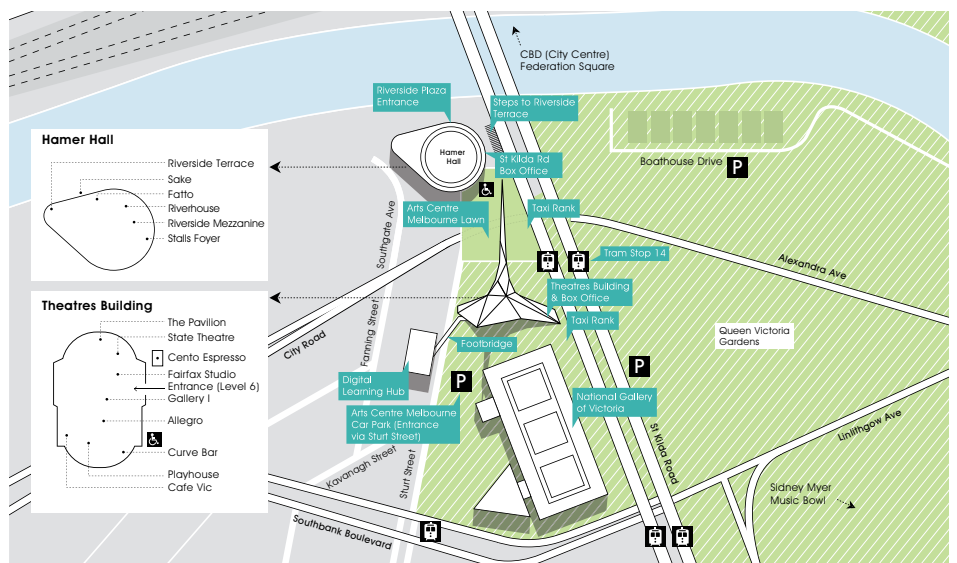 CBD (City Centre)
Federation Square
Riverside Plaza
Entrance
Steps to Riverside
Terrace
Hamer
Hall
St Kilda Rd
Box Office
Boathouse Drive
P
Arts Centre
Melbourne Lawn
Taxi Rank
Southgate Ave
Tram Stop 14
Alexandra Ave
Theatres Building
& Box Office
Taxi Rank
Queen Victoria
Gardens
City Road
Fanning Street
Footbridge
Digital
Learning Hub
P
P
National Gallery
of Victoria
Arts Centre Melbourne
Car Park (Entrance
via Sturt Street)
St Kilda Road
Linlithgow Ave
Kavanagh Street
Sturt Street
Sidney Myer
Music Bowl
Southbank Boulevard
Hamer Hall
Riverside Terrace
Sake
Fatto
Riverhouse
Riverside Mezzanine
Stalls Foyer
Theatres Building
The Pavilion
State Theatre
Cento Espresso
Fairfax Studio
Entrance (Level 6)
Gallery I
Allegro
Curve Bar
Playhouse
Cafe Vic